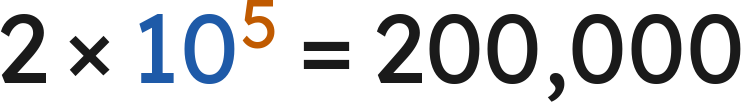 2 × 10⁵ = 200,000